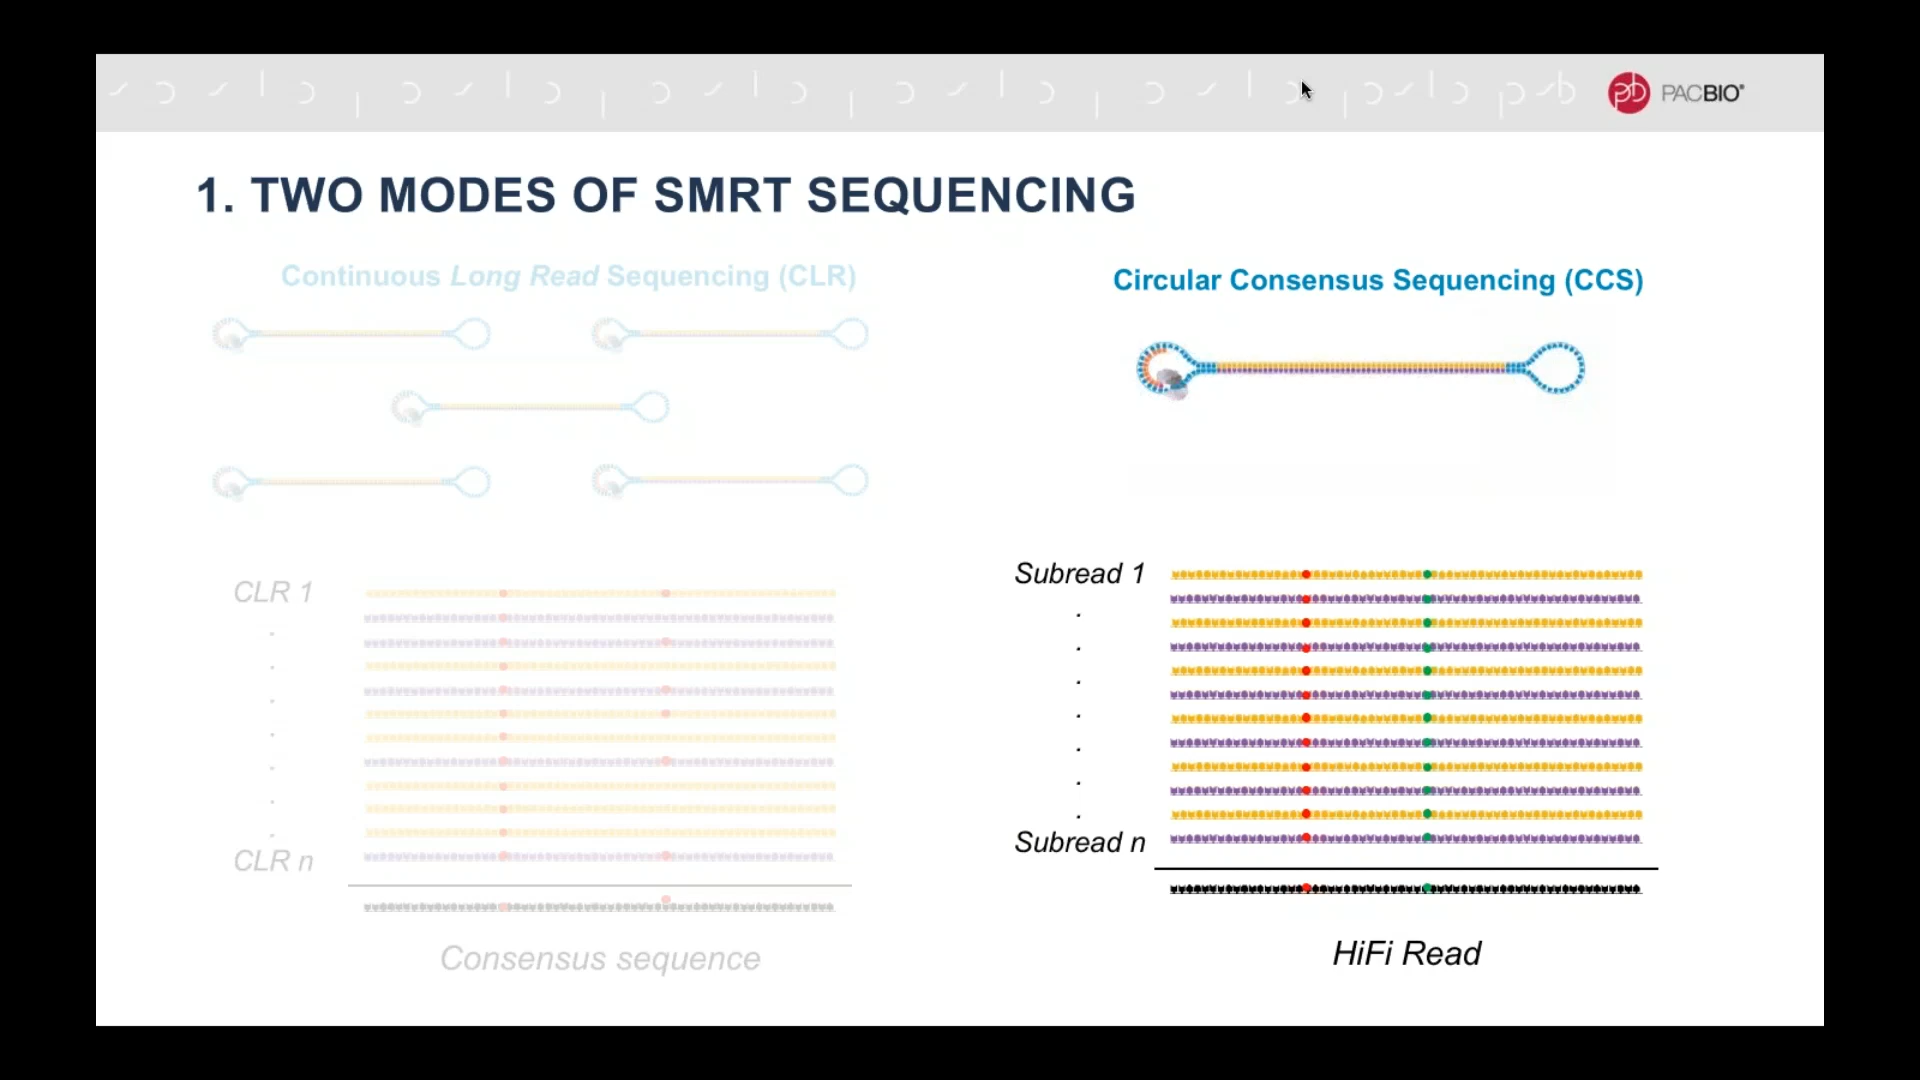 PACBIO®
1. TWO MODES OF SMRT SEQUENCING
Continuous Long Read Sequencing (CLR)
CLR 1
CLR n
Consensus sequence
Circular Consensus Sequencing (CCS)
Subread 1
Subread n
HiFi Read